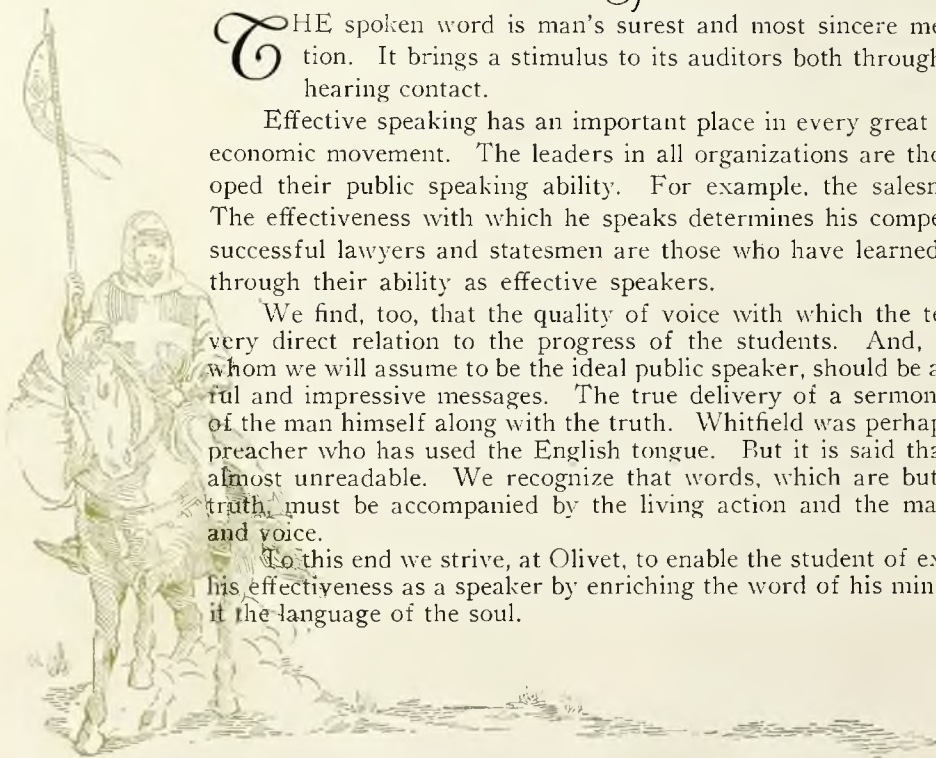 THE spoken word is man's surest and most sincere me
tion. It brings a stimulus to its auditors both through
hearing contact.
Effective speaking has an important place in every great
economic movement. The leaders in all organizations are tho
oped their public speaking ability. For example, the salesm
The effectiveness with which he speaks determines his compe
successful lawyers and statesmen are those who have learned
through their ability as effective speakers.
We find, too, that the quality of voice with which the te
very direct relation to the progress of the students. And,
whom we will assume to be the ideal public speaker, should be a
ful and impressive messages. The true delivery of a sermon
of the man himself along with the truth. Whitfield was perhap
preacher who has used the English tongue. But it is said tha
almost unreadable. We recognize that words, which are but
truth, must be accompanied by the living action and the ma
and voice.
To this end we strive, at Olivet, to enable the student of ex
his effectiveness as a speaker by enriching the word of his min
it the language of the soul.